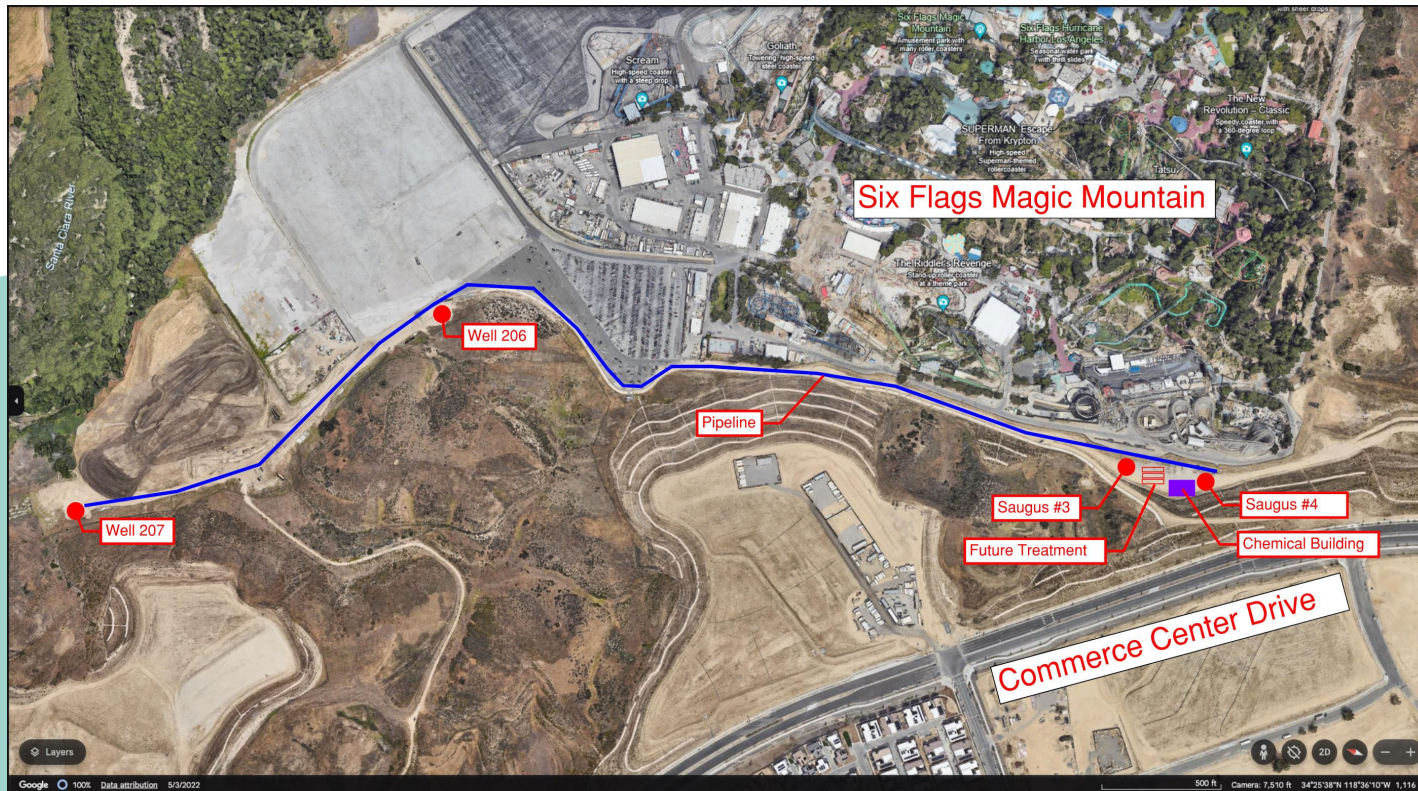 with sheer drops
Six Flags Magic
Mountain
Amusement park with
many roller coasters
Six Flags Hurricane
Harbor Los Angeles
Seasonal water park
with thrill slides
Goliath
Towering, high-speed
steel coaster
Scream
High-speed coaster
with a steep drop
The New
Revolution – Classic
Speedy coaster with
a 360-degree loop
SUPERMAN: Escape
From Krypton
High-speed
Superman-themed
rollercoaster
Tatsu
Six Flags Magic Mountain
Santa Clara River
The Riddler's Revenge
Stand-up roller coaster
at a theme park
Well 206
Pipeline
Well 207
Saugus #3
Saugus #4
Future Treatment
Chemical Building
Commerce Center Drive
Layers
2D
Google
100%
Data attribution
5/3/2022
500 ft
Camera: 7,510 ft
34°25'38"N 118°36'10"W
1,116